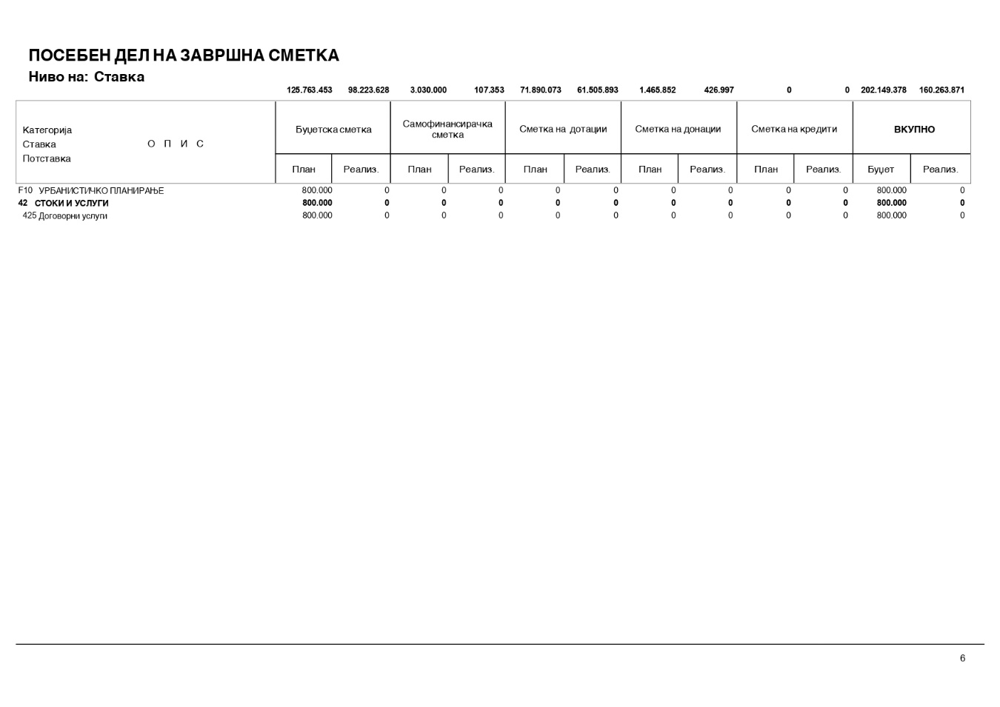 ПОСЕБЕН ДЕЛ НА ЗАВРШНА СМЕТКА
Ниво на: Ставка
125.763.453 98.223.628 3.030.000 107.353 71.890.073 61.505.893 1.465.852 426.997 0 0 202.149.378 160.263.871
Категорија
Ставка О П И С
Потставка
Буџетска сметка Самофинансирачка сметка Сметка на дотации Сметка на донации Сметка на кредити ВКУПНО
План Реализ. План Реализ. План Реализ. План Реализ. План Реализ. Буџет Реализ.
F10 УРБАНИСТИЧКО ПЛАНИРАЊЕ 800.000 0 0 0 0 0 0 0 0 0 800.000 0
42 СТОКИ И УСЛУГИ 800.000 0 0 0 0 0 0 0 0 0 800.000 0
425 Договорни услуги 800.000 0 0 0 0 0 0 0 0 0 800.000 0
6